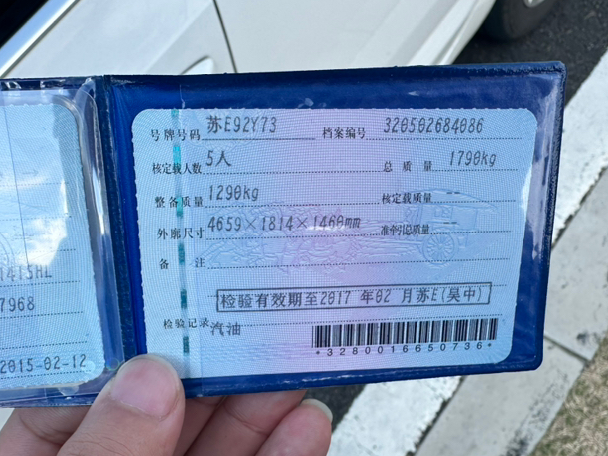 号牌号码 苏E92Y73 档案编号 320502684086
核定载人数 5人 总质量 1790kg
整备质量 1290kg 核定载质量
外廓尺寸 4659×1814×1460mm 准牵引总质量
备注
检验有效期至2017 年02 月苏E(吴中)
检验记录 汽油
*3280016650736*
1415HL
7968
2015-02-12